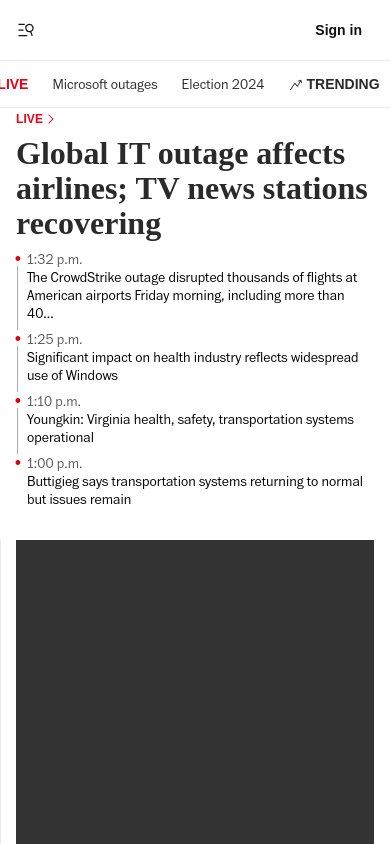 Sign in
LIVE
Microsoft outages
Election 2024
TRENDING
LIVE
Global IT outage affects
airlines; TV news stations
recovering
1:32 p.m.
The CrowdStrike outage disrupted thousands of flights at
American airports Friday morning, including more than
40...
1:25 p.m.
Significant impact on health industry reflects widespread
use of Windows
1:10 p.m.
Youngkin: Virginia health, safety, transportation systems
operational
1:00 p.m.
Buttigieg says transportation systems returning to normal
but issues remain